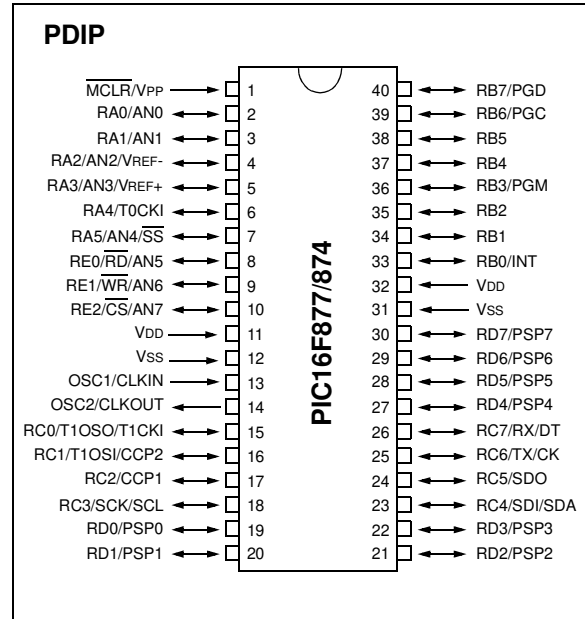 PDIP
MCLR/VPP 1 40 RB7/PGD
RA0/AN0 2 39 RB6/PGC
RA1/AN1 3 38 RB5
RA2/AN2/VREF- 4 37 RB4
RA3/AN3/VREF+ 5 36 RB3/PGM
RA4/T0CKI 6 35 RB2
RA5/AN4/SS 7 34 RB1
RE0/RD/AN5 8 33 RB0/INT
RE1/WR/AN6 9 32 VDD
RE2/CS/AN7 10 31 VSS
VDD 11 30 RD7/PSP7
VSS 12 29 RD6/PSP6
OSC1/CLKIN 13 28 RD5/PSP5
OSC2/CLKOUT 14 27 RD4/PSP4
RC0/T1OSO/T1CKI 15 26 RC7/RX/DT
RC1/T1OSI/CCP2 16 25 RC6/TX/CK
RC2/CCP1 17 24 RC5/SDO
RC3/SCK/SCL 18 23 RC4/SDI/SDA
RD0/PSP0 19 22 RD3/PSP3
RD1/PSP1 20 21 RD2/PSP2
PIC16F877/874